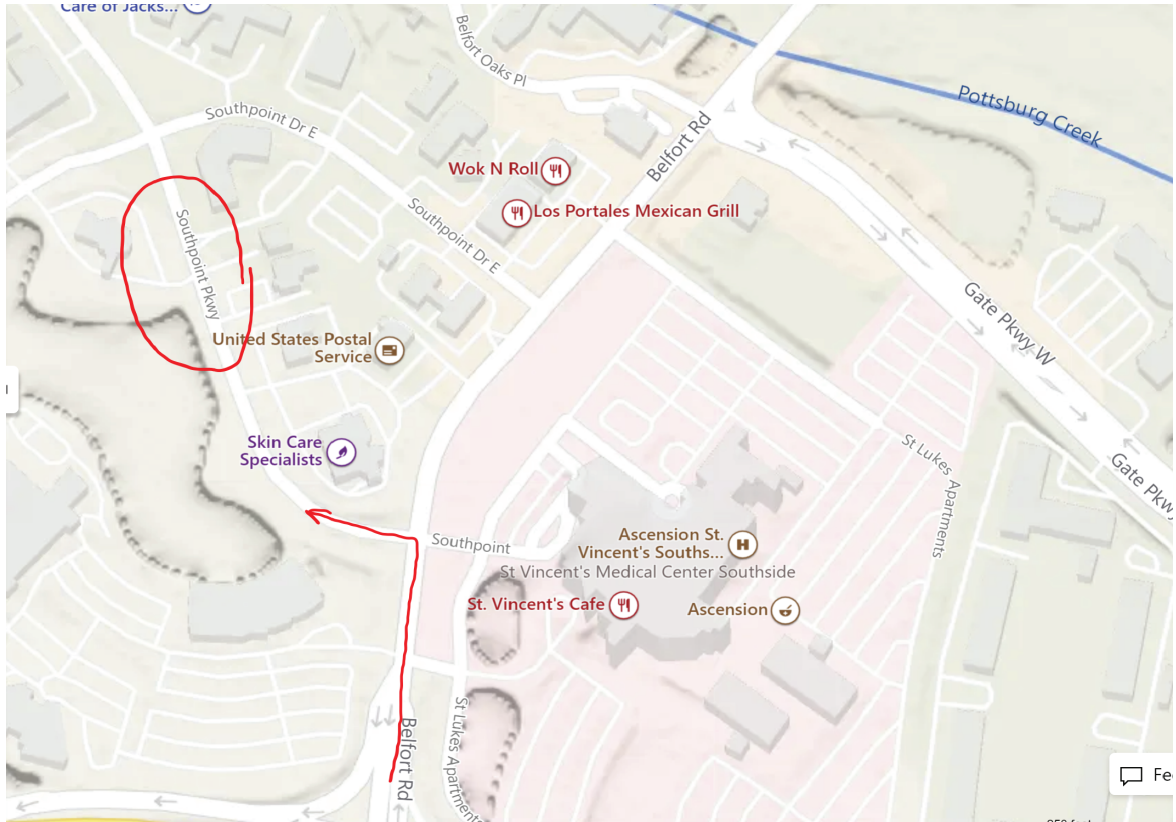 Care of Jacks...
Belfort Oaks Pl
Pottsburg Creek
Southpoint Dr E
Belfort Rd
Wok N Roll
Los Portales Mexican Grill
Southpoint Pkwy
Southpoint Dr E
Gate Pkwy W
United States Postal
Service
Skin Care
Specialists
St Lukes Apartments
Gate Pkwy
Southpoint
Ascension St.
Vincent's Souths...
H
St Vincent's Medical Center Southside
St. Vincent's Cafe
Ascension
St Lukes Apartments
Belfort Rd